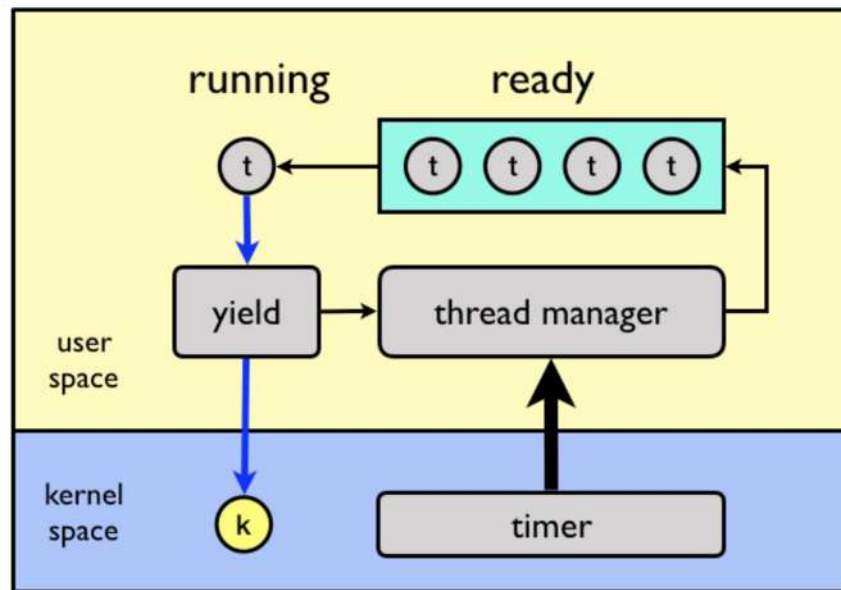 running
ready
t
t
t
t
t
yield
thread manager
user
space
kernel
space
k
timer